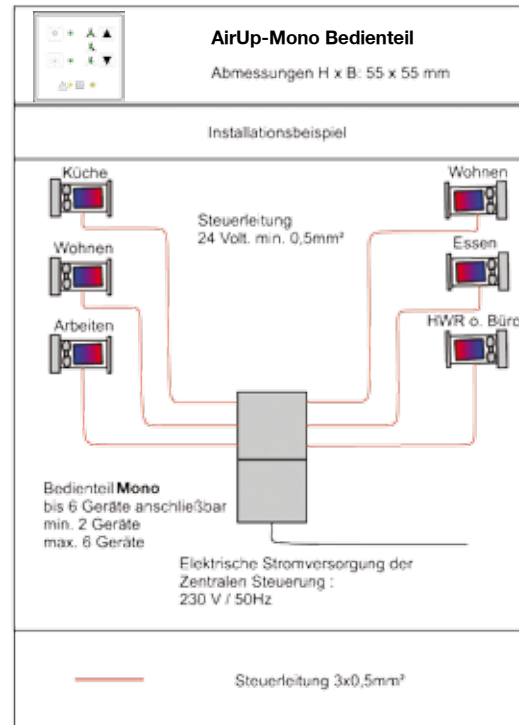 AirUp-Mono Bedienteil
Abmessungen H x B: 55 x 55 mm
Installationsbeispiel
Küche
Wohnen
Steuerleitung
24 Volt. min. 0,5mm²
Wohnen
Essen
Arbeiten
HWR o. Büro
Bedienteil Mono
bis 6 Geräte anschließbar
min. 2 Geräte
max. 6 Geräte
Elektrische Stromversorgung der
Zentralen Steuerung :
230 V / 50Hz
Steuerleitung 3x0,5mm²